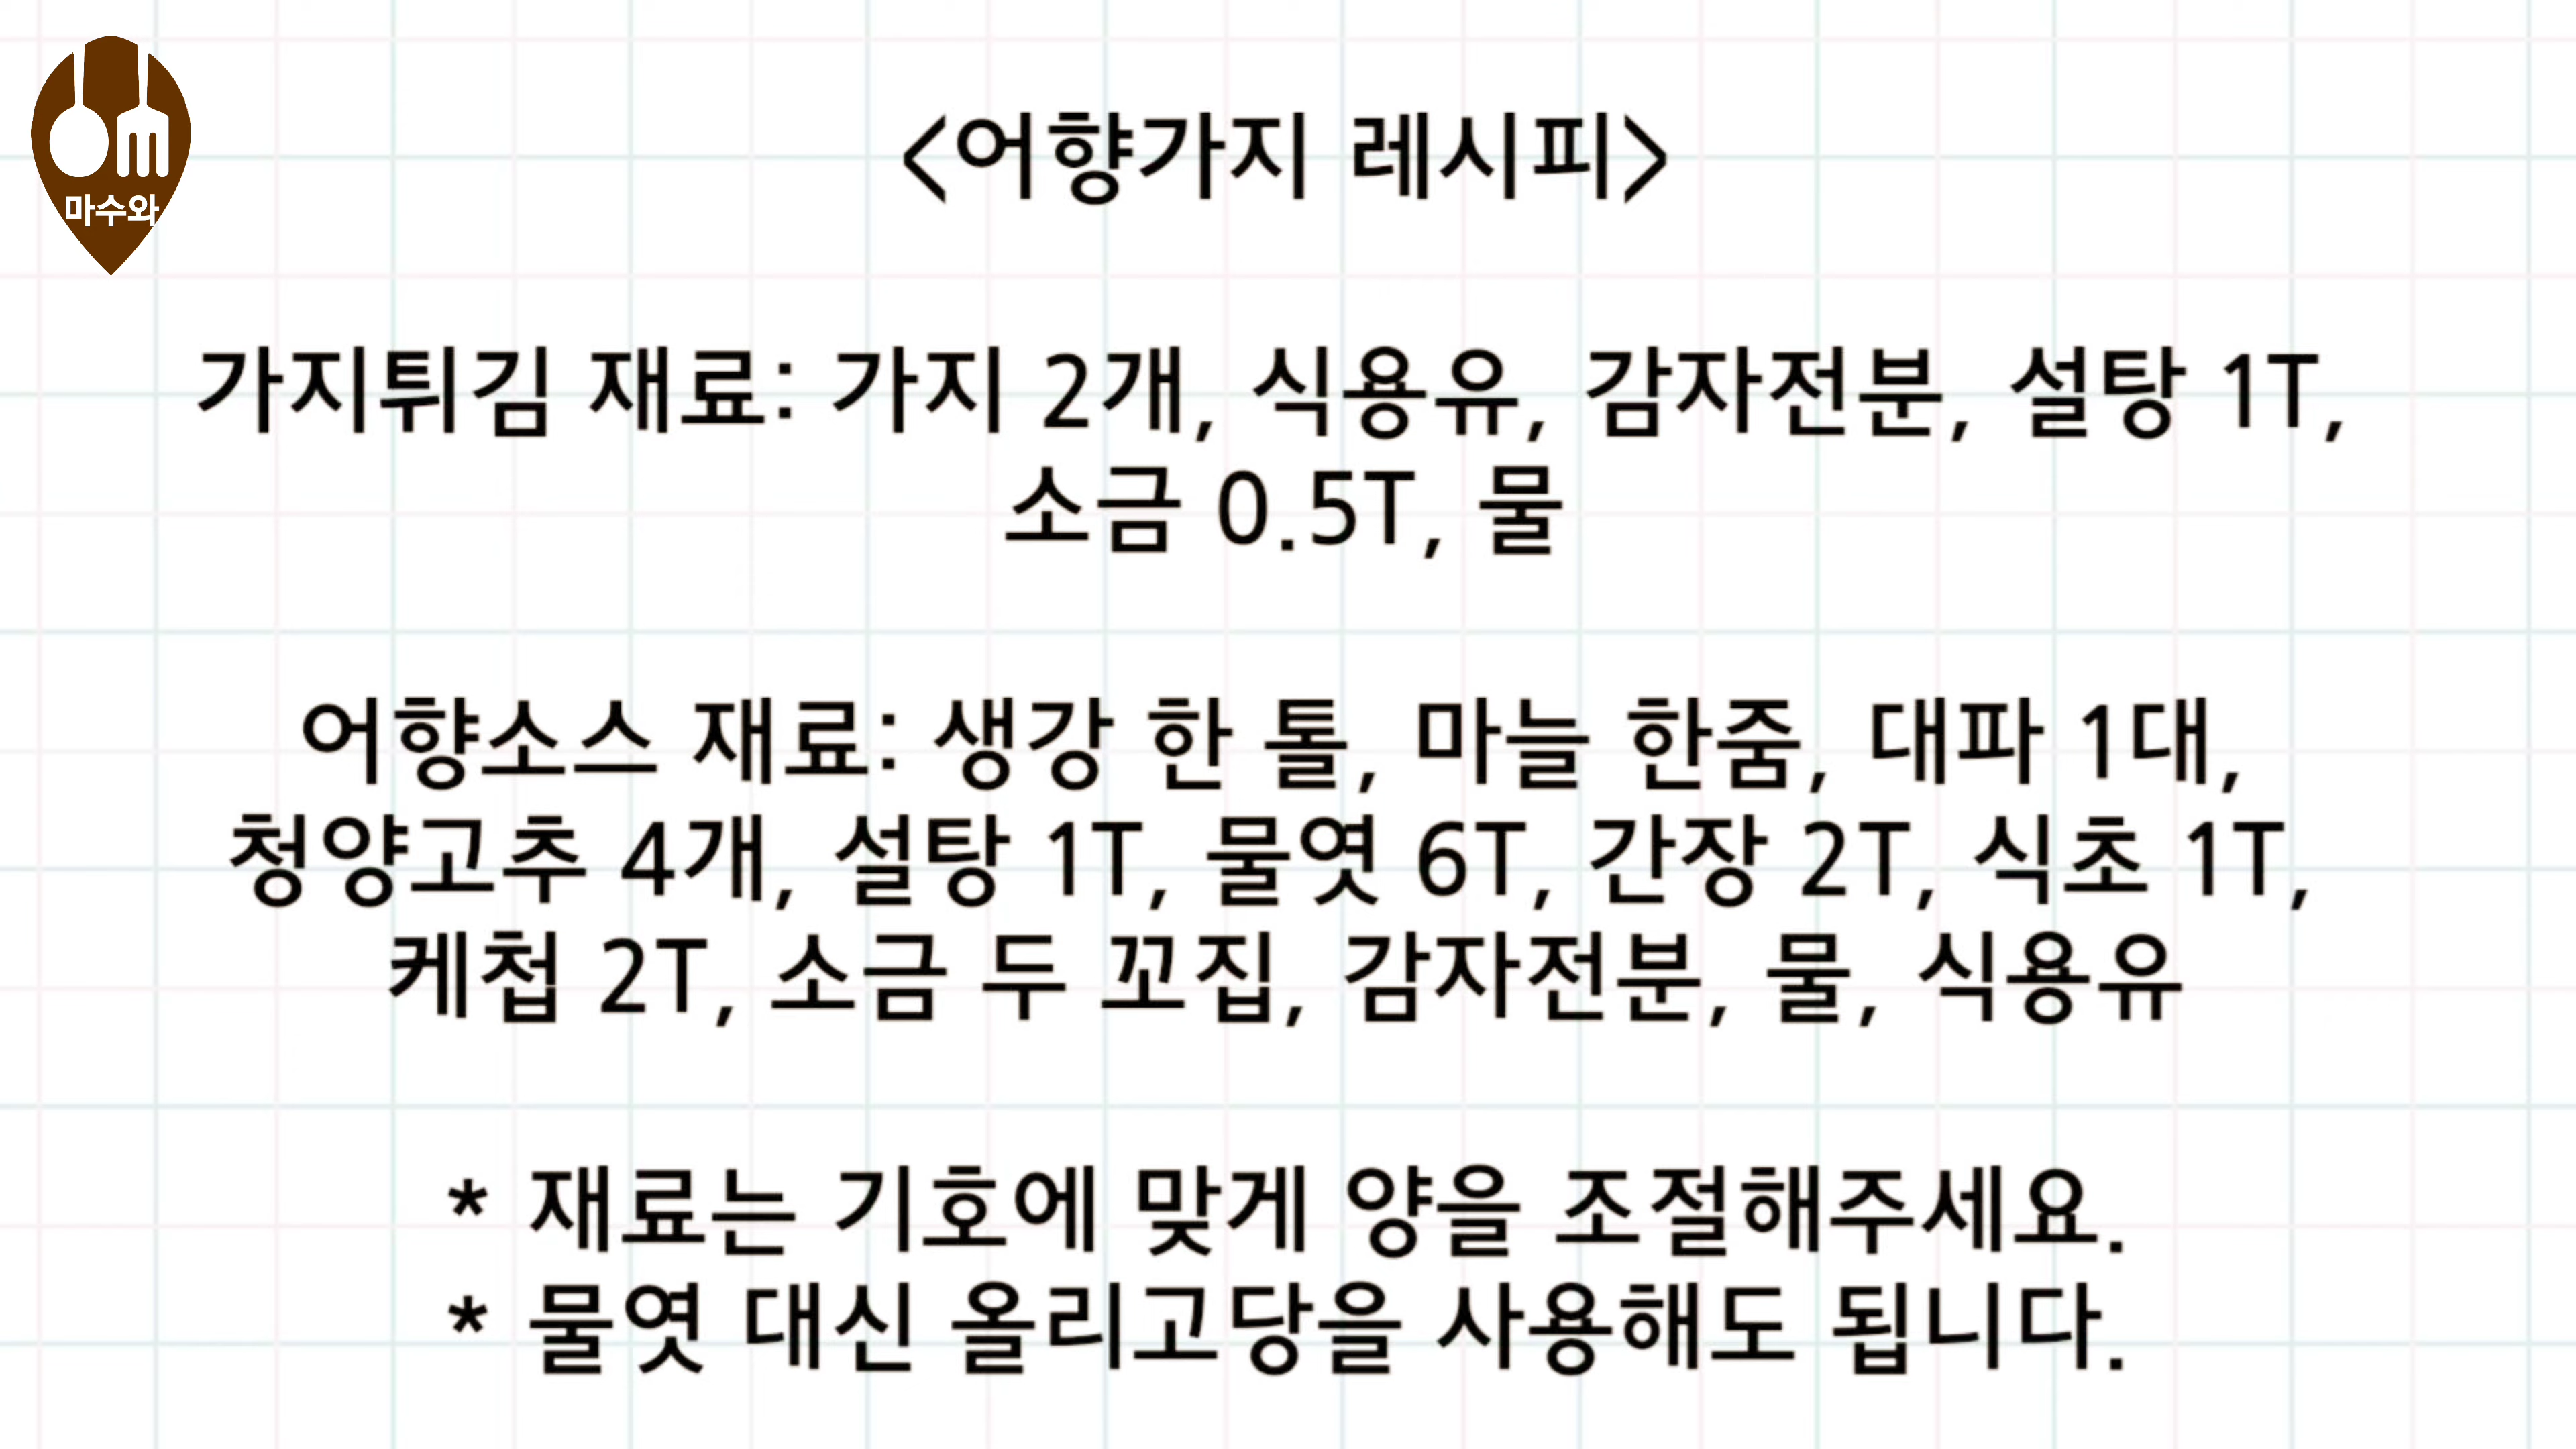 마수와
<어향가지 레시피>
가지튀김 재료: 가지 2개, 식용유, 감자전분, 설탕 1T,
소금 0.5T, 물
어향소스 재료: 생강 한 톨, 마늘 한줌, 대파 1대,
청양고추 4개, 설탕 1T, 물엿 6T, 간장 2T, 식초 1T,
케첩 2T, 소금 두 꼬집, 감자전분, 물, 식용유
* 재료는 기호에 맞게 양을 조절해주세요.
* 물엿 대신 올리고당을 사용해도 됩니다.